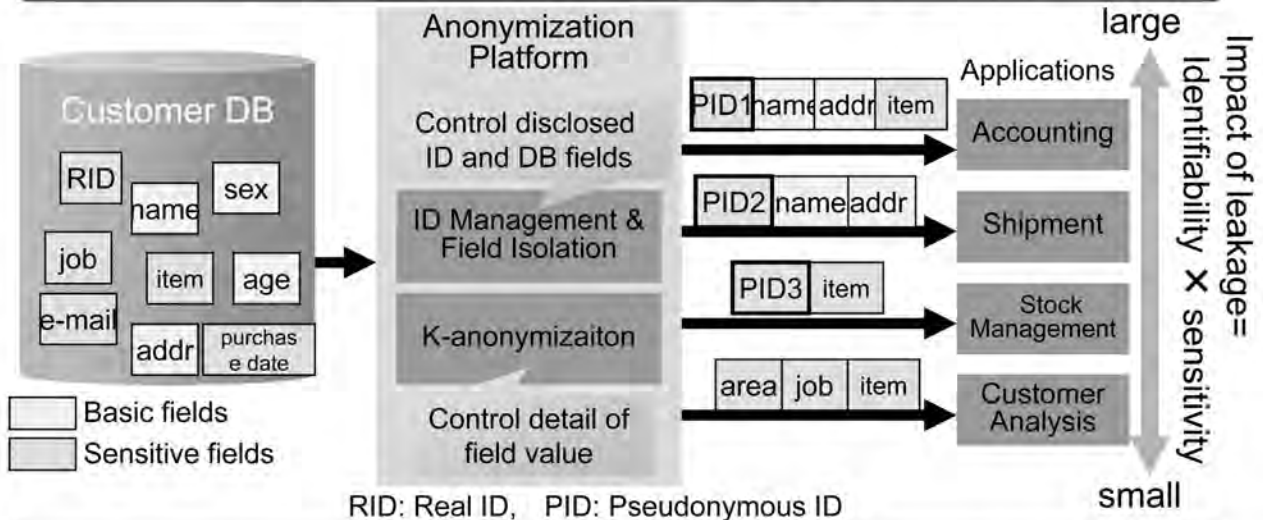 Customer DB
RID
name
sex
job
item
age
e-mail
addr
purchas
e date
Basic fields
Sensitive fields
Anonymization
Platform
Control disclosed
ID and DB fields
ID Management &
Field Isolation
K-anonymizaiton
Control detail of
field value
PID1 name addr item
PID2 name addr
PID3 item
area job item
Applications
Accounting
Shipment
Stock
Management
Customer
Analysis
large
small
Impact of leakage=
Identifiability × sensitivity
RID: Real ID, PID: Pseudonymous ID